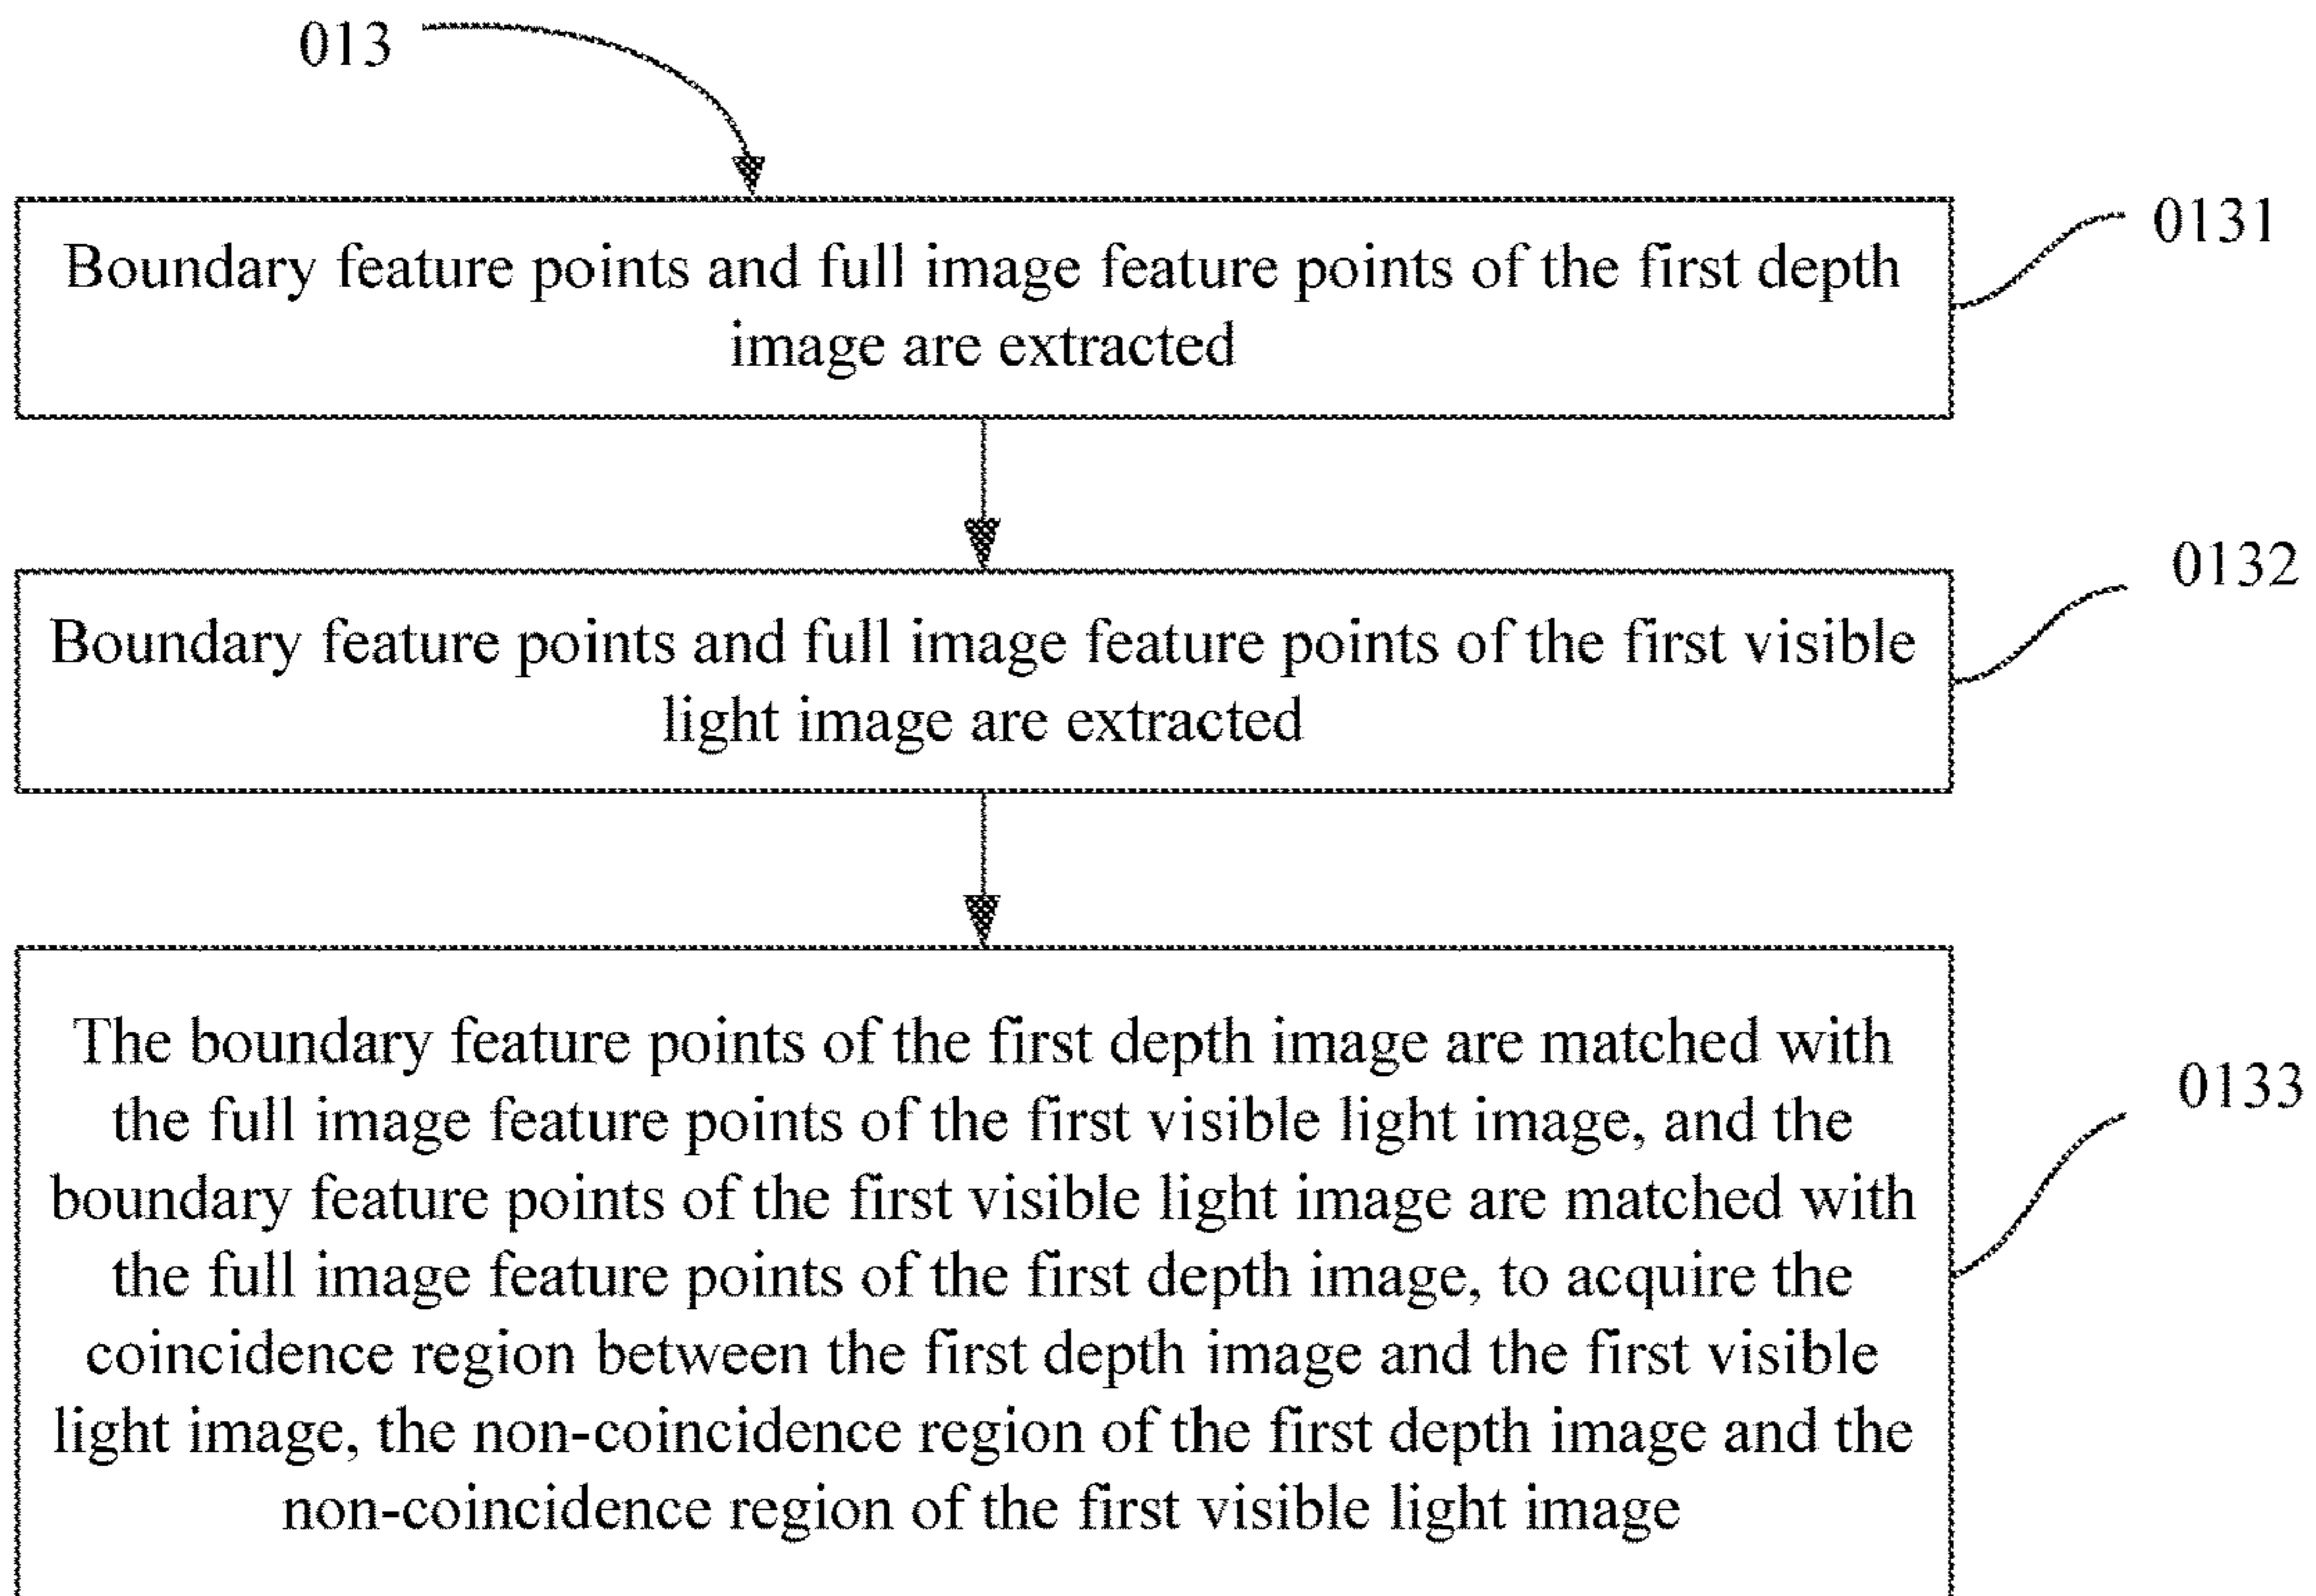 013
0131
Boundary feature points and full image feature points of the first depth
image are extracted
0132
Boundary feature points and full image feature points of the first visible
light image are extracted
0133
The boundary feature points of the first depth image are matched with
the full image feature points of the first visible light image, and the
boundary feature points of the first visible light image are matched with
the full image feature points of the first depth image, to acquire the
coincidence region between the first depth image and the first visible
light image, the non-coincidence region of the first depth image and the
non-coincidence region of the first visible light image